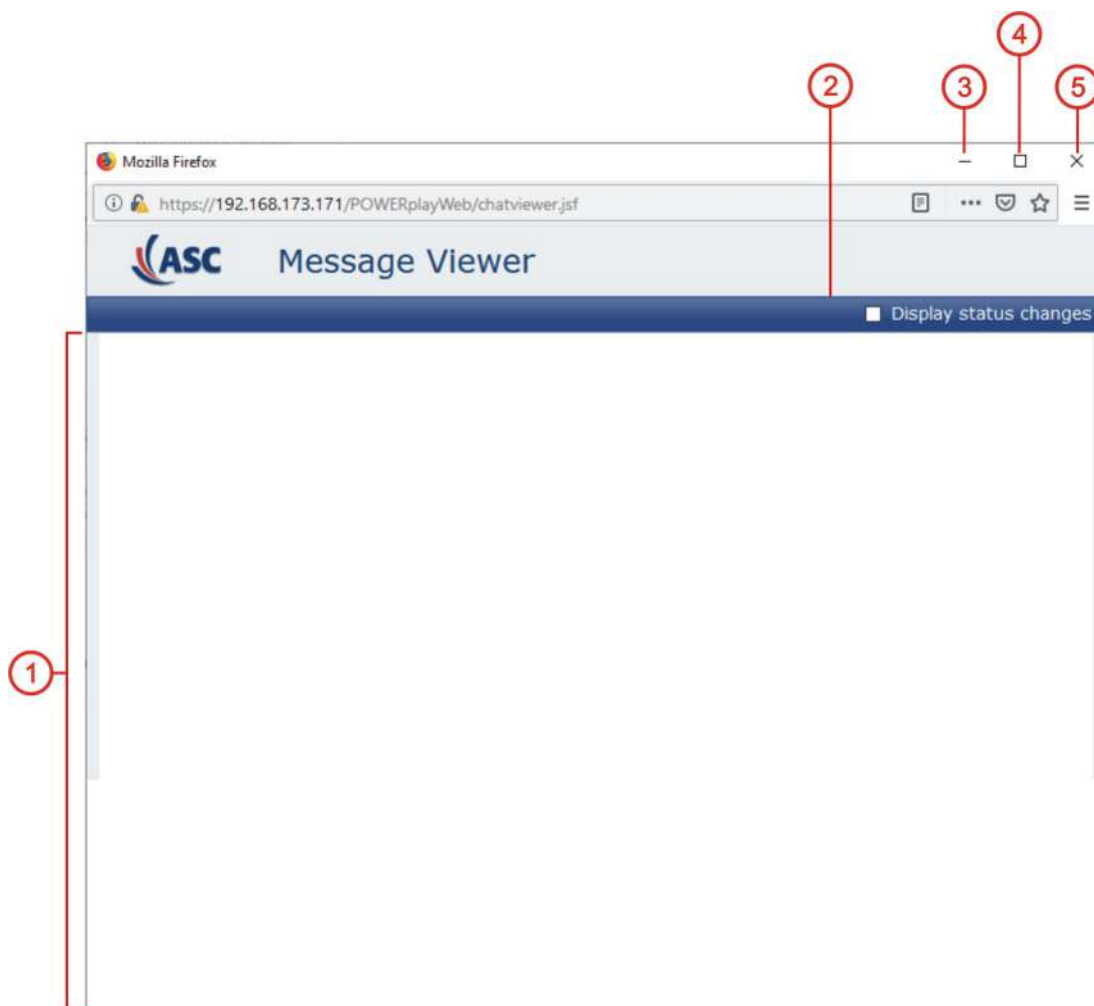 4
2
3
5
Mozilla Firefox
https://192.168.173.171/POWERplayWeb/chatviewer.jsf
ASC Message Viewer
Display status changes
1